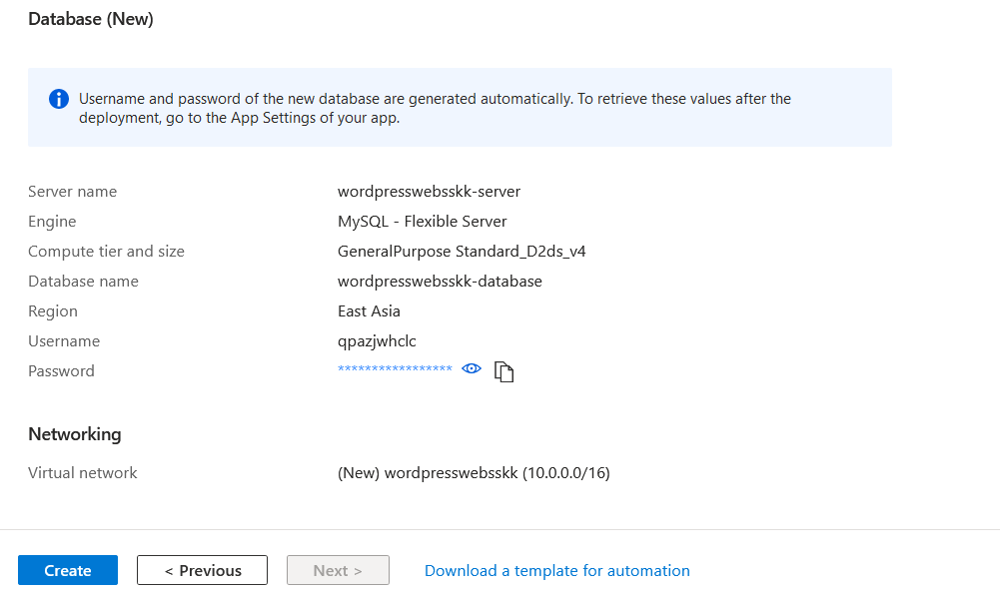 Database (New)
Username and password of the new database are generated automatically. To retrieve these values after the
deployment, go to the App Settings of your app.
Server name wordpresswebsskk-server
Engine MySQL - Flexible Server
Compute tier and size GeneralPurpose Standard_D2ds_v4
Database name wordpresswebsskk-database
Region East Asia
Username qpazjwhclc
Password *****************
Networking
Virtual network (New) wordpresswebsskk (10.0.0.0/16)
Create < Previous Next > Download a template for automation